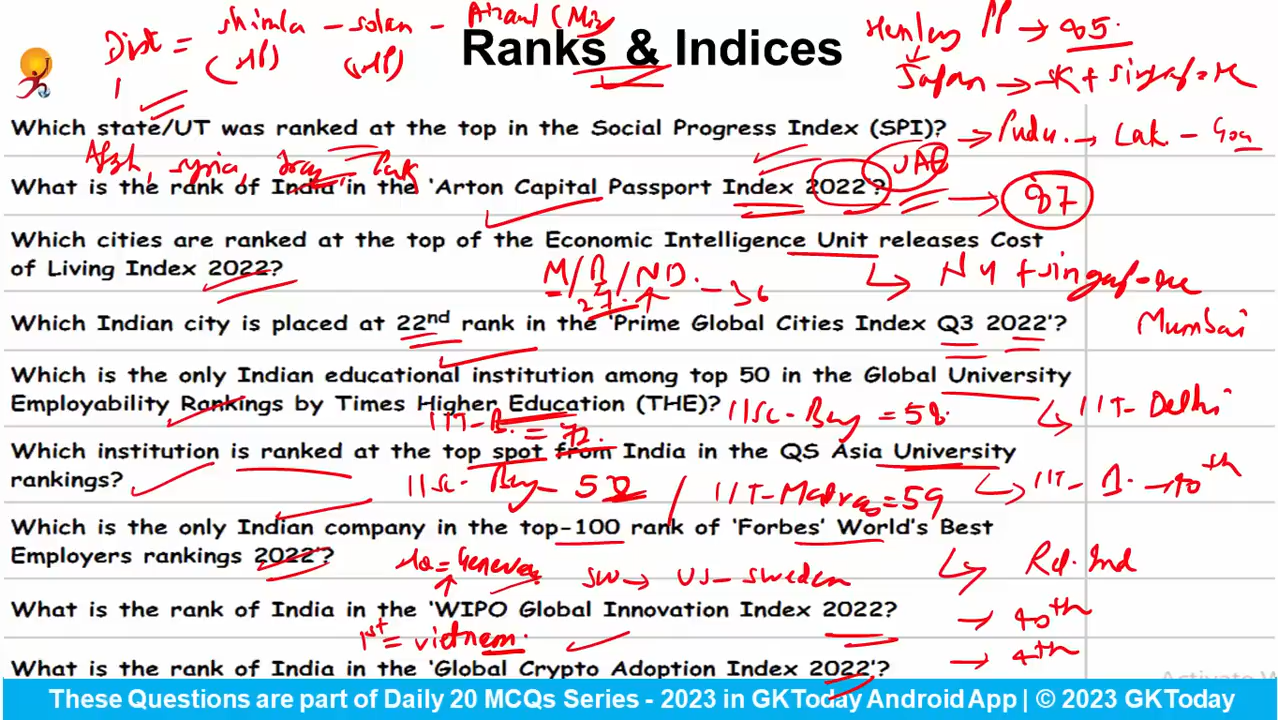 Dist = Shimla - Solan - Aizawl (Miz)
(HP) (HP)
Ranks & Indices
Henley PP → 85.
Japan → SK + Singapore
Which state/UT was ranked at the top in the Social Progress Index (SPI)? → Pudu. → Lak - Goa
Afgh, Syria, Iraq, Pak
UAE
What is the rank of India in the 'Arton Capital Passport Index 2022'? → 87
Which cities are ranked at the top of the Economic Intelligence Unit releases Cost
of Living Index 2022?
NY + Singapore
M/B/ND. - 36
27.
Which Indian city is placed at 22nd rank in the 'Prime Global Cities Index Q3 2022'? Mumbai
Which is the only Indian educational institution among top 50 in the Global University
Employability Rankings by Times Higher Education (THE)? IISc - Beng = 58. IIT-Delhi
IIT-B. = 72.
Which institution is ranked at the top spot from India in the QS Asia University
rankings? IISc - Beng - 52 / IIT-Madras = 59 IIT-B. → 40th
Which is the only Indian company in the top-100 rank of 'Forbes' World's Best
Employers rankings 2022'? HQ = Geneva SW → US - Sweden Rel. Ind
What is the rank of India in the 'WIPO Global Innovation Index 2022? → 40th
1st = Vietnam.
What is the rank of India in the 'Global Crypto Adoption Index 2022'? → 4th
These Questions are part of Daily 20 MCQs Series - 2023 in GKToday Android App | © 2023 GKToday